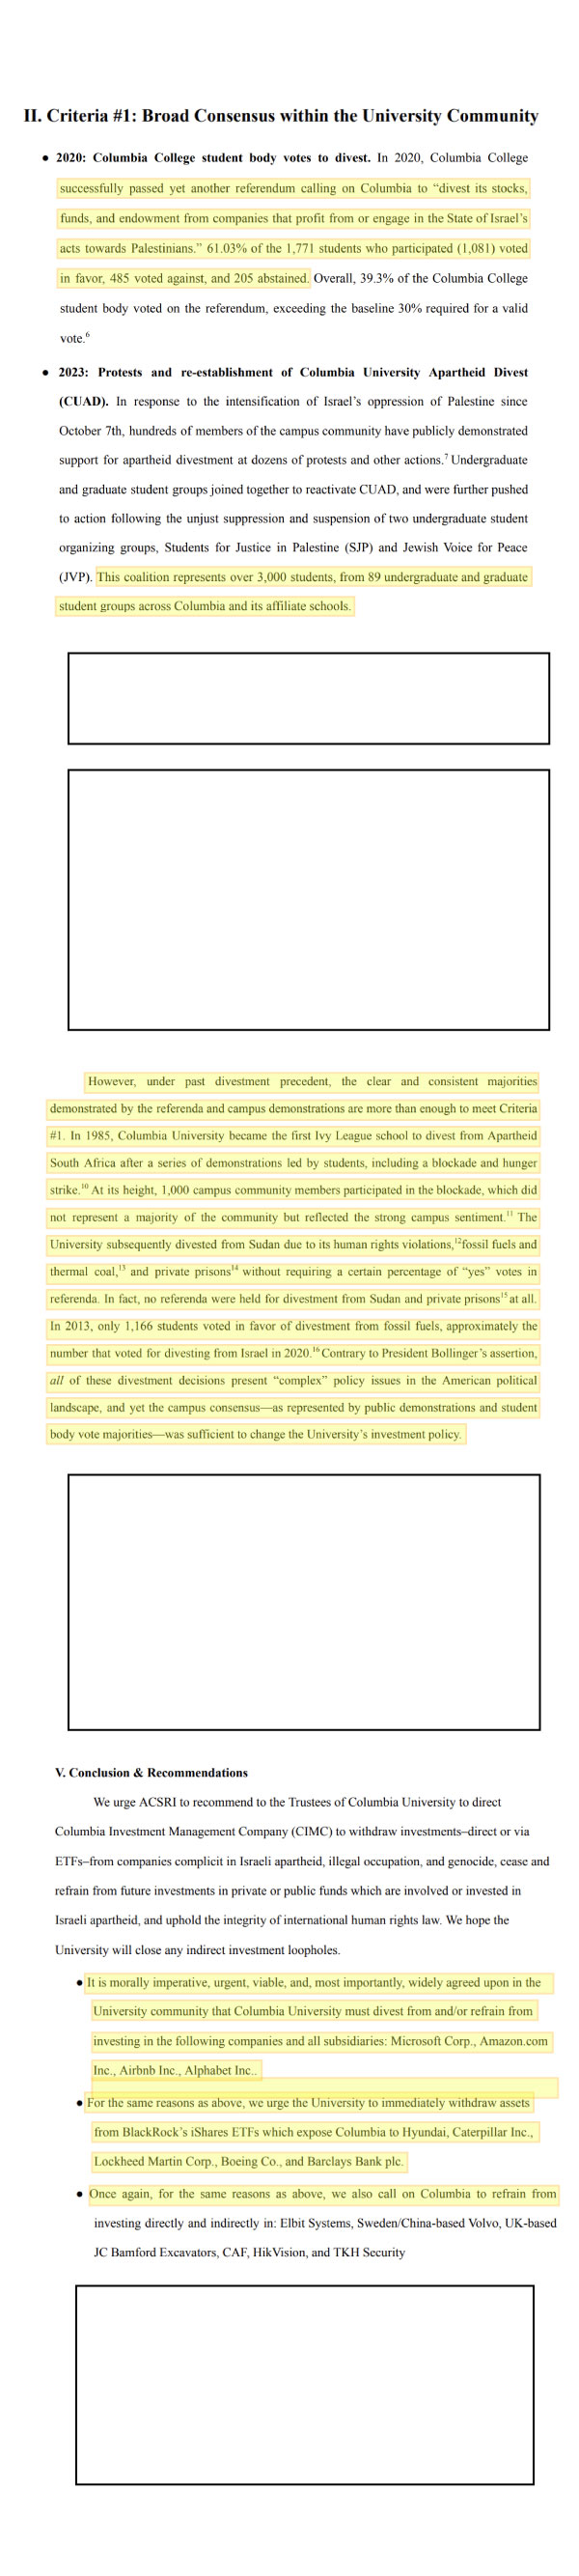 II. Criteria #1: Broad Consensus within the University Community
● 2020: Columbia College student body votes to divest. In 2020, Columbia College
successfully passed yet another referendum calling on Columbia to “divest its stocks,
funds, and endowment from companies that profit from or engage in the State of Israel’s
acts towards Palestinians.” 61.03% of the 1,771 students who participated (1,081) voted
in favor, 485 voted against, and 205 abstained. Overall, 39.3% of the Columbia College
student body voted on the referendum, exceeding the baseline 30% required for a valid
vote.6
● 2023: Protests and re-establishment of Columbia University Apartheid Divest
(CUAD). In response to the intensification of Israel’s oppression of Palestine since
October 7th, hundreds of members of the campus community have publicly demonstrated
support for apartheid divestment at dozens of protests and other actions.7 Undergraduate
and graduate student groups joined together to reactivate CUAD, and were further pushed
to action following the unjust suppression and suspension of two undergraduate student
organizing groups, Students for Justice in Palestine (SJP) and Jewish Voice for Peace
(JVP). This coalition represents over 3,000 students, from 89 undergraduate and graduate
student groups across Columbia and its affiliate schools.
However, under past divestment precedent, the clear and consistent majorities
demonstrated by the referenda and campus demonstrations are more than enough to meet Criteria
#1. In 1985, Columbia University became the first Ivy League school to divest from Apartheid
South Africa after a series of demonstrations led by students, including a blockade and hunger
strike.10 At its height, 1,000 campus community members participated in the blockade, which did
not represent a majority of the community but reflected the strong campus sentiment.11 The
University subsequently divested from Sudan due to its human rights violations,12fossil fuels and
thermal coal,13 and private prisons14 without requiring a certain percentage of “yes” votes in
referenda. In fact, no referenda were held for divestment from Sudan and private prisons15 at all.
In 2013, only 1,166 students voted in favor of divestment from fossil fuels, approximately the
number that voted for divesting from Israel in 2020.16 Contrary to President Bollinger’s assertion,
all of these divestment decisions present “complex” policy issues in the American political
landscape, and yet the campus consensus—as represented by public demonstrations and student
body vote majorities—was sufficient to change the University’s investment policy.
V. Conclusion & Recommendations
We urge ACSRI to recommend to the Trustees of Columbia University to direct
Columbia Investment Management Company (CIMC) to withdraw investments–direct or via
ETFs–from companies complicit in Israeli apartheid, illegal occupation, and genocide, cease and
refrain from future investments in private or public funds which are involved or invested in
Israeli apartheid, and uphold the integrity of international human rights law. We hope the
University will close any indirect investment loopholes.
● It is morally imperative, urgent, viable, and, most importantly, widely agreed upon in the
University community that Columbia University must divest from and/or refrain from
investing in the following companies and all subsidiaries: Microsoft Corp., Amazon.com
Inc., Airbnb Inc., Alphabet Inc..
● For the same reasons as above, we urge the University to immediately withdraw assets
from BlackRock’s iShares ETFs which expose Columbia to Hyundai, Caterpillar Inc.,
Lockheed Martin Corp., Boeing Co., and Barclays Bank plc.
● Once again, for the same reasons as above, we also call on Columbia to refrain from
investing directly and indirectly in: Elbit Systems, Sweden/China-based Volvo, UK-based
JC Bamford Excavators, CAF, HikVision, and TKH Security